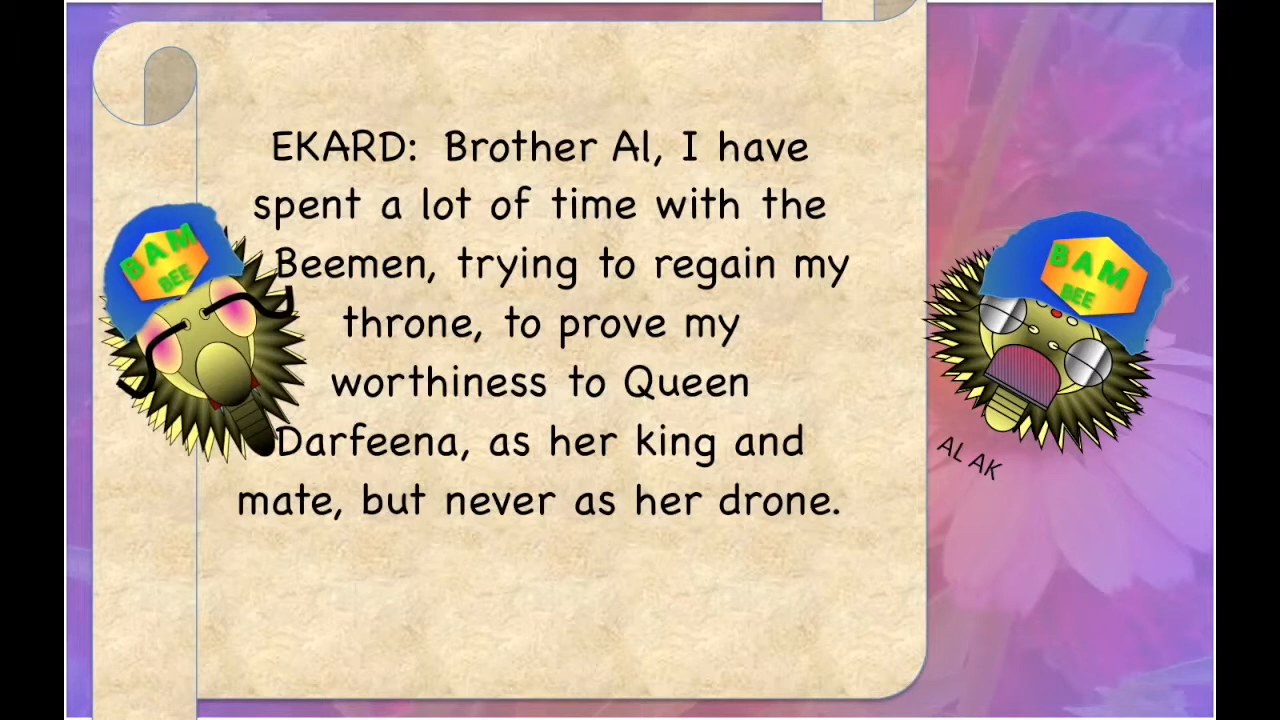 EKARD: Brother Al, I have
spent a lot of time with the
Beemen, trying to regain my
throne, to prove my
worthiness to Queen
Darfeena, as her king and
mate, but never as her drone.
BAM
BEE
BAM
BEE
AL AK